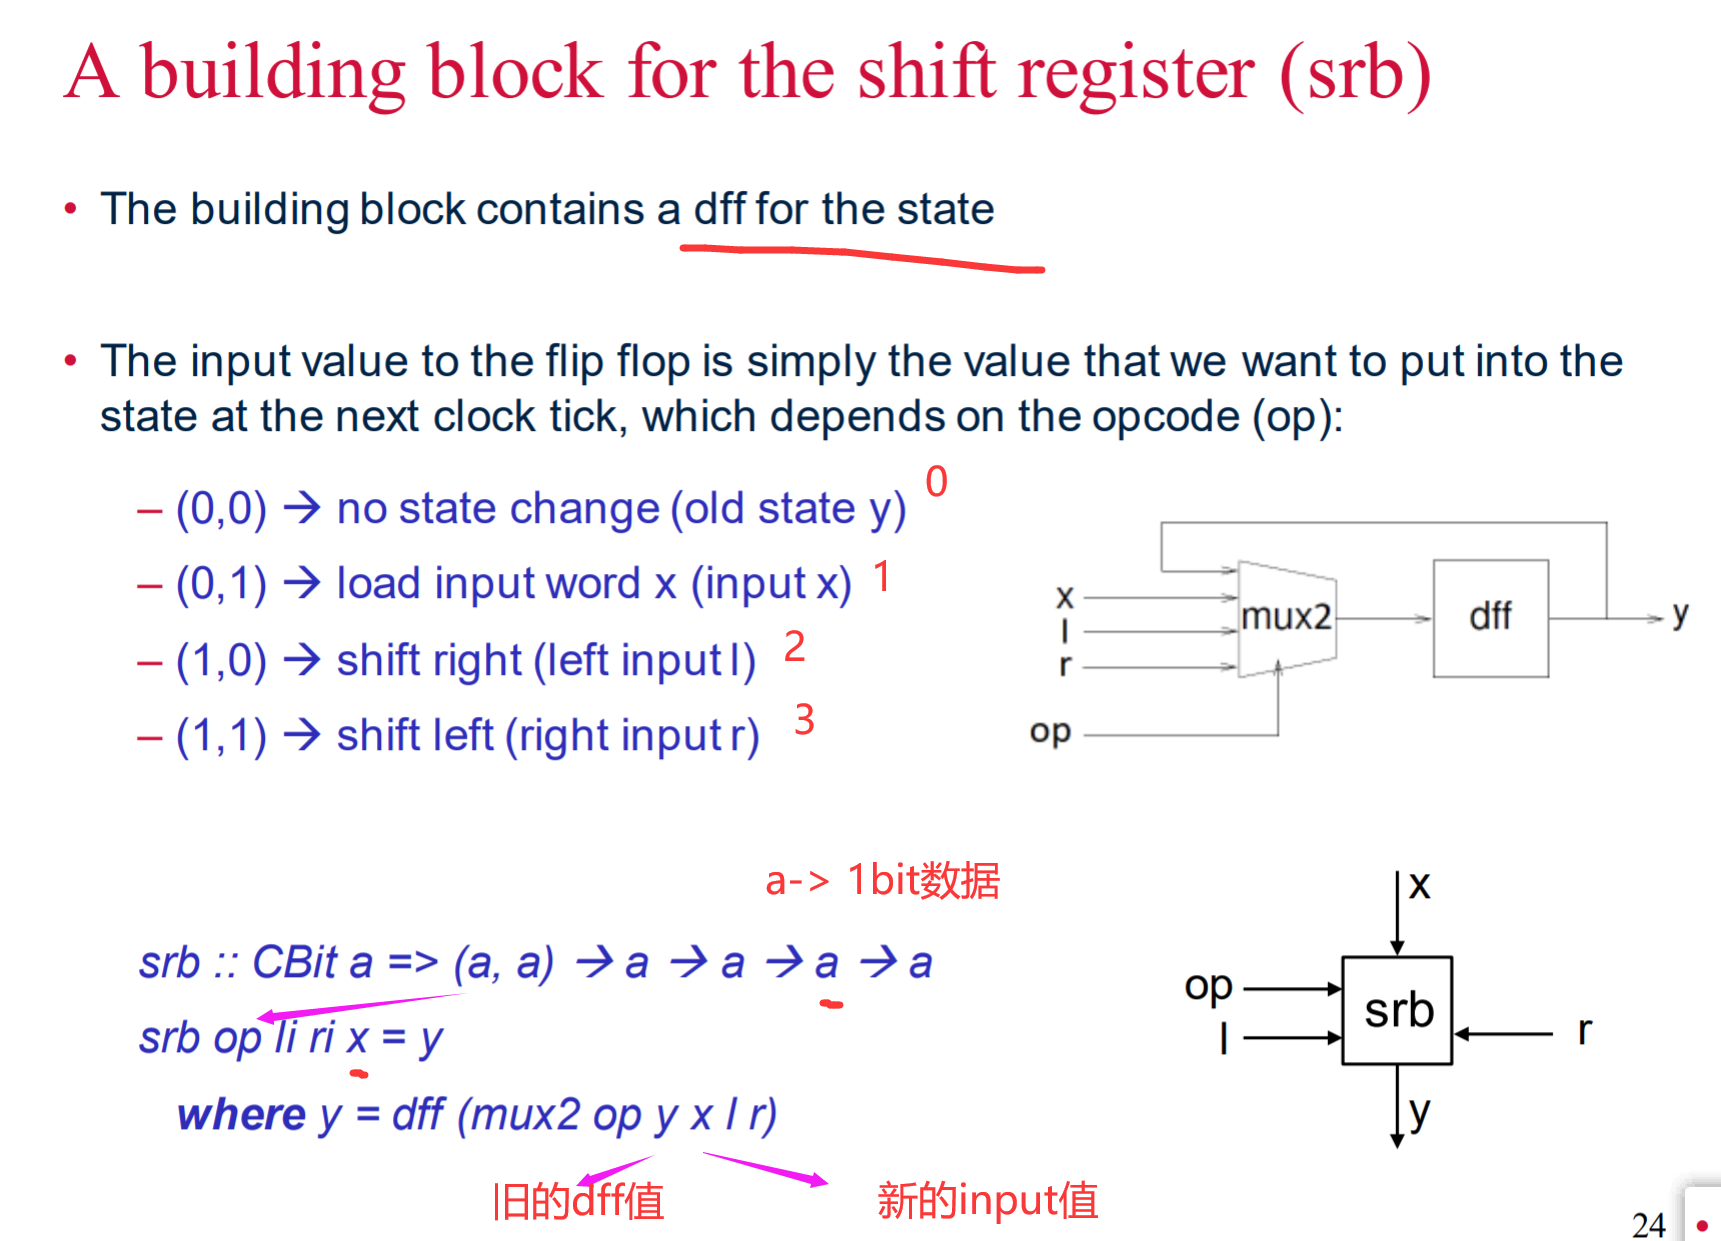 A building block for the shift register (srb)
• The building block contains a dff for the state
• The input value to the flip flop is simply the value that we want to put into the
state at the next clock tick, which depends on the opcode (op):
– (0,0) → no state change (old state y) 0
– (0,1) → load input word x (input x) 1
– (1,0) → shift right (left input l) 2
– (1,1) → shift left (right input r) 3
x
l
r
op
mux2
dff
y
a-> 1bit数据
srb :: CBit a => (a, a) → a → a → a → a
srb op li ri x = y
where y = dff (mux2 op y x l r)
旧的dff值
新的input值
x
op
l
srb
r
y
24